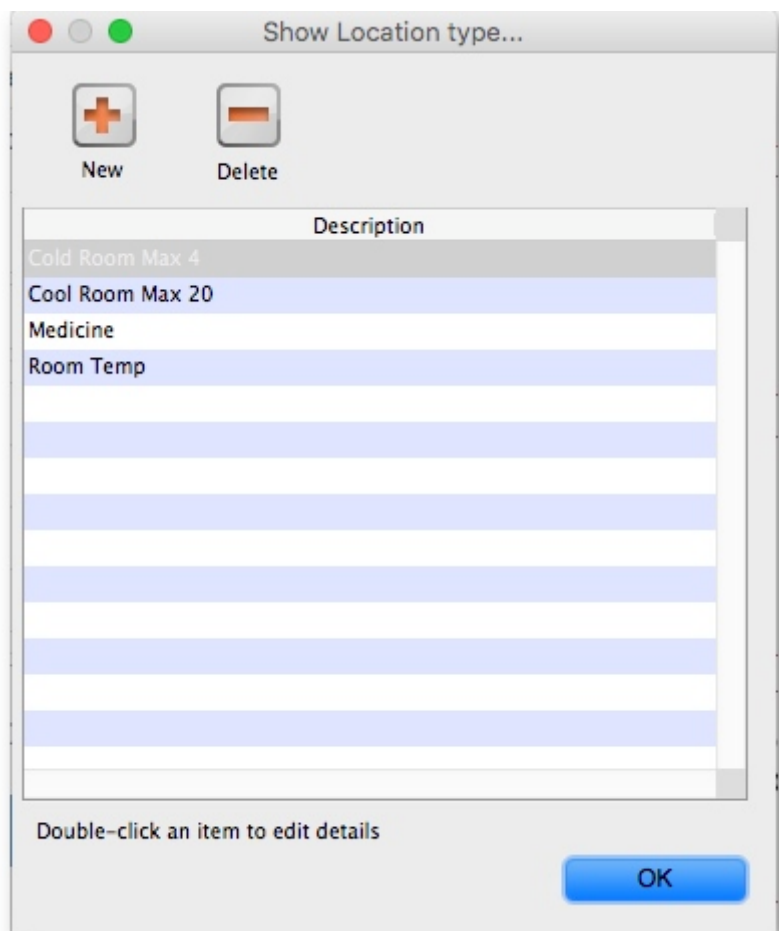 Show Location type...
New Delete
Description
Cold Room Max 4
Cool Room Max 20
Medicine
Room Temp
Double-click an item to edit details
OK